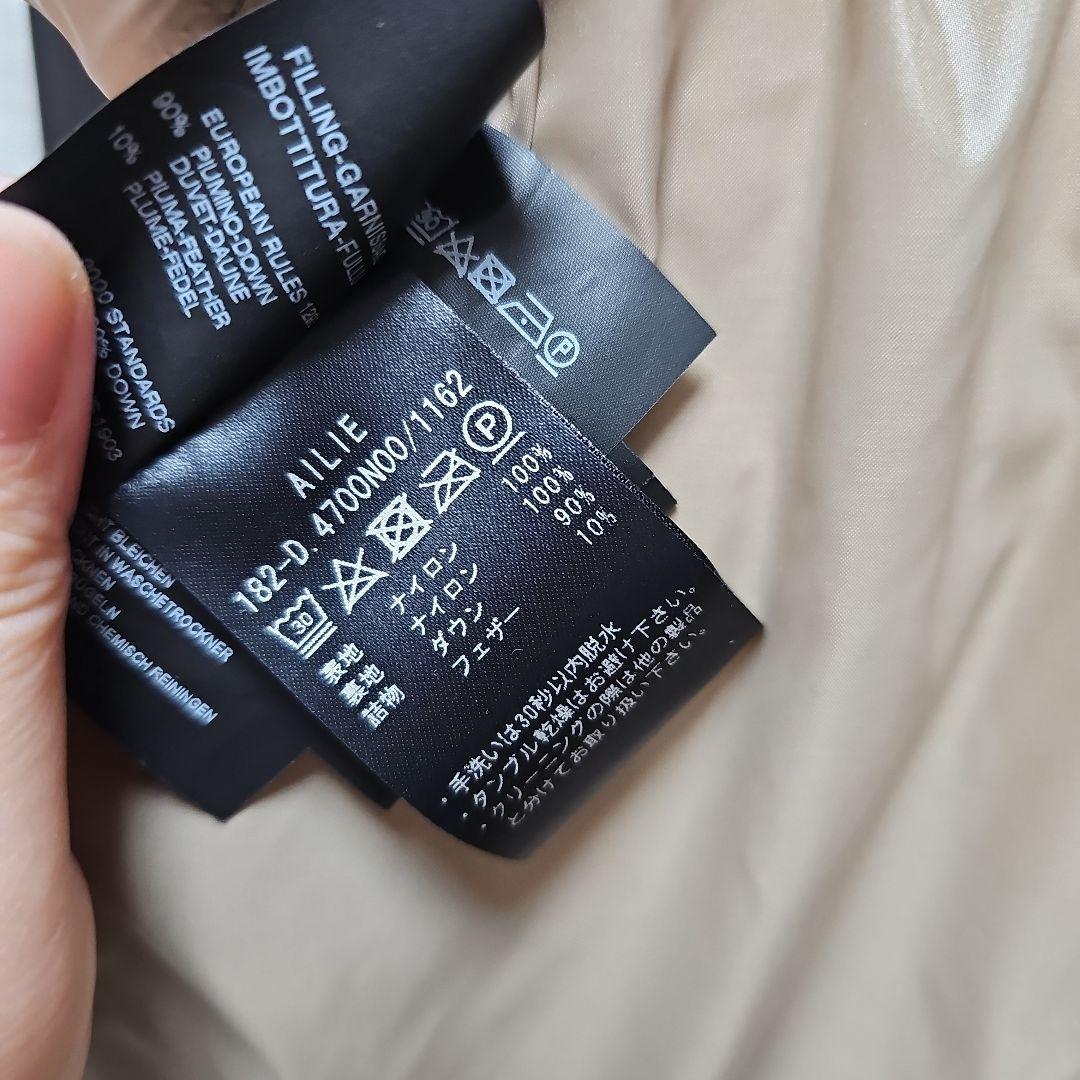 FILLING-GARNISSAGE
IMBOTTITURA-FULL
EUROPEAN RULES
90% PIUMINO-DOWN
DUVET-DAUNE
10% PIUMA-FEATHER
PLUME-FEDEL
STANDARDS
DOWN
1903
BLEICHEN
IN WASCHETROCKNER
CHEMISCH REININGEN
30
P
AILIE
182-D. 4700N00/1162
30
P
表地 ナイロン 100%
裏地 ナイロン 100%
詰物 ダウン 90%
フェザー 10%
・手洗いは30秒以内脱水
・タンブル乾燥はお避け下さい。
・クリーニングの際は他の製品
と分けてお取り扱い下さい。